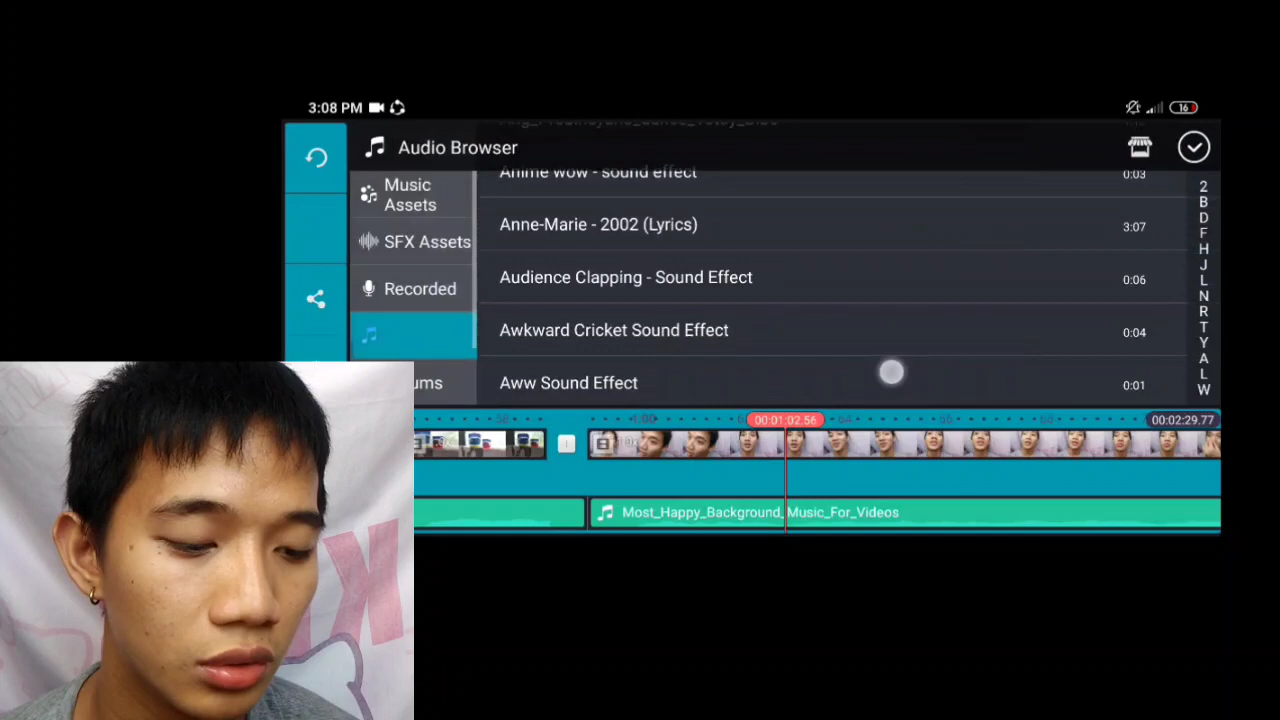 3:08 PM
16
Audio Browser
Music
Assets
SFX Assets
Recorded
ums
Anime wow - sound effect
0:03
Anne-Marie - 2002 (Lyrics)
3:07
Audience Clapping - Sound Effect
0:06
Awkward Cricket Sound Effect
0:04
Aww Sound Effect
0:01
2
B
D
F
H
J
L
N
R
T
Y
A
L
W
00:01:02.56
00:02:29.77
Most_Happy_Background_Music_For_Videos